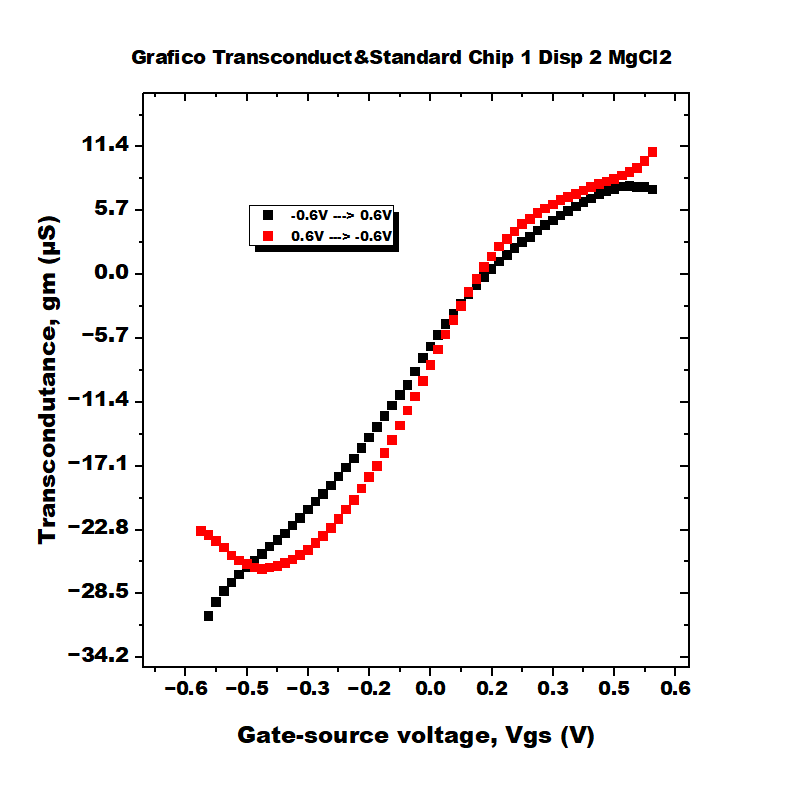 Grafico Transconduct&Standard Chip 1 Disp 2 MgCl2
11.4
5.7
0.0
−5.7
−11.4
−17.1
−22.8
−28.5
−34.2
Transcondutance, gm (µS)
-0.6V ---> 0.6V
0.6V ---> -0.6V
−0.6 −0.5 −0.3 −0.2 0.0 0.2 0.3 0.5 0.6
Gate-source voltage, Vgs (V)